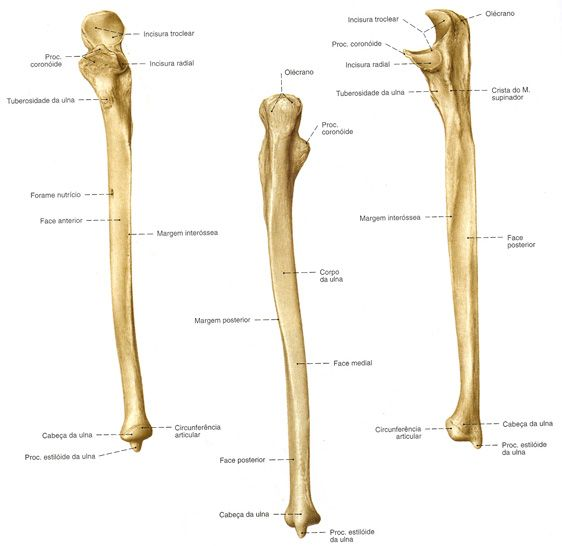 Incisura troclear
Proc.
coronóide
Incisura radial
Tuberosidade da ulna
Forame nutrício
Face anterior
Margem interóssea
Cabeça da ulna
Circunferência
articular
Proc. estilóide da ulna
Olécrano
Proc.
coronóide
Corpo
da ulna
Margem posterior
Face medial
Face posterior
Cabeça da ulna
Proc. estilóide
da ulna
Incisura troclear
Olécrano
Proc. coronóide
Incisura radial
Tuberosidade da ulna
Crista do M.
supinador
Margem interóssea
Face
posterior
Circunferência
articular
Cabeça da ulna
Proc. estilóide
da ulna